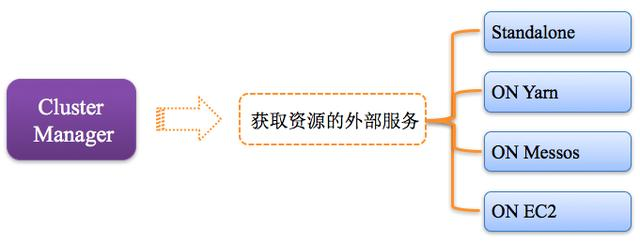 Cluster
Manager
获取资源的外部服务
Standalone
ON Yarn
ON Messos
ON EC2